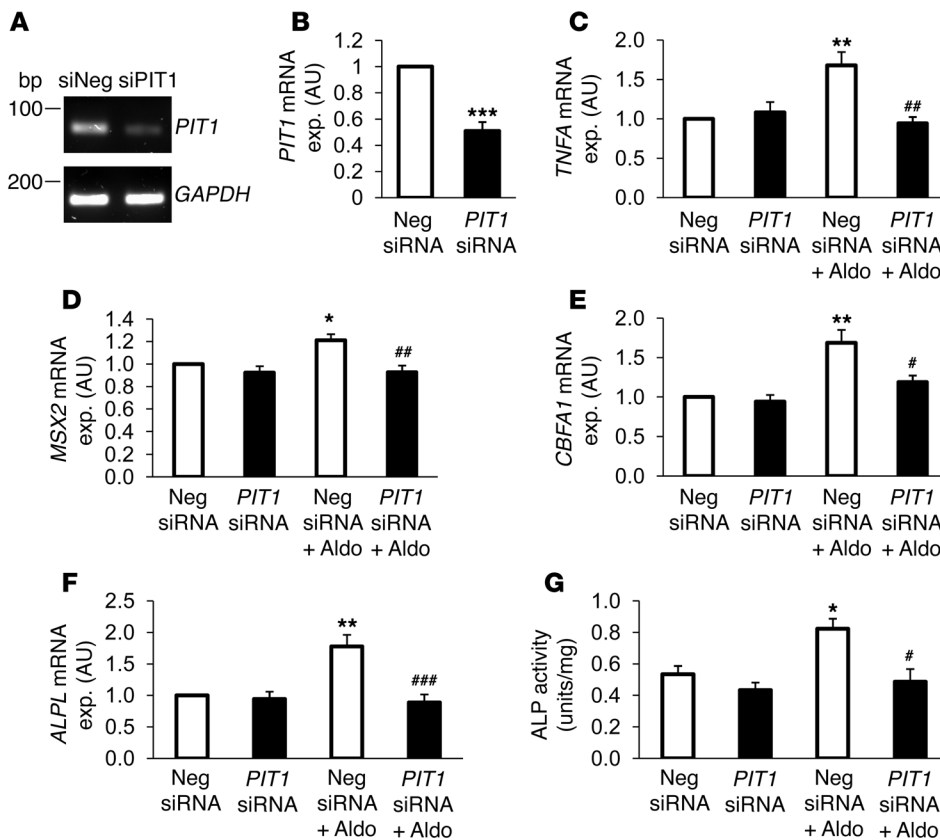 A
bp siNeg siPIT1
100
PIT1
200
GAPDH
B
PIT1 mRNA
exp. (AU)
1.2
1
0.8
0.6
0.4
0.2
0
***
Neg
siRNA
PIT1
siRNA
C
TNFA mRNA
exp. (AU)
2.0
1.5
1.0
0.5
0.0
**
##
Neg
siRNA
PIT1
siRNA
Neg
siRNA
+ Aldo
PIT1
siRNA
+ Aldo
D
MSX2 mRNA
exp. (AU)
1.4
1.2
1.0
0.8
0.6
0.4
0.2
0.0
*
##
Neg
siRNA
PIT1
siRNA
Neg
siRNA
+ Aldo
PIT1
siRNA
+ Aldo
E
CBFA1 mRNA
exp. (AU)
2.0
1.5
1.0
0.5
0.0
**
#
Neg
siRNA
PIT1
siRNA
Neg
siRNA
+ Aldo
PIT1
siRNA
+ Aldo
F
ALPL mRNA
exp. (AU)
2.5
2.0
1.5
1.0
0.5
0.0
**
###
Neg
siRNA
PIT1
siRNA
Neg
siRNA
+ Aldo
PIT1
siRNA
+ Aldo
G
ALP activity
(units/mg)
1.0
0.8
0.6
0.4
0.2
0.0
*
#
Neg
siRNA
PIT1
siRNA
Neg
siRNA
+ Aldo
PIT1
siRNA
+ Aldo